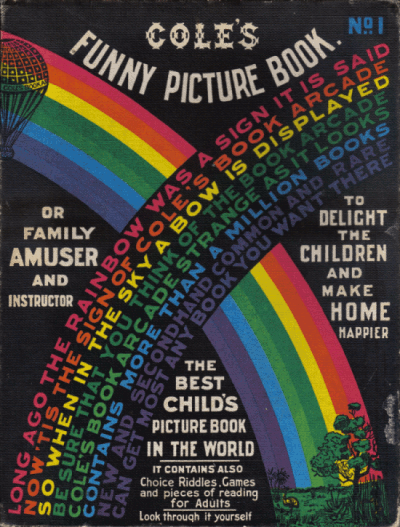 COLE'S
FUNNY PICTURE BOOK.
No 1
LONG AGO THE RAINBOW WAS A SIGN IT IS SAID
NOW 'TIS THE SIGN OF COLE'S BOOK ARCADE
SO WHEN IN THE SKY A BOW IS DISPLAYED
BE SURE THAT YOU THINK OF THE BOOK ARCADE
COLE'S BOOK ARCADE STRANGE AS IT LOOKS
CONTAINS MORE THAN A MILLION BOOKS
NEW AND SECONDHAND COMMON AND RARE
CAN GET MOST ANY BOOK YOU WANT THERE
OR
FAMILY
AMUSER
AND
INSTRUCTOR
TO
DELIGHT
THE
CHILDREN
AND
MAKE
HOME
HAPPIER
THE
BEST
CHILD'S
PICTURE BOOK
IN THE WORLD
IT CONTAINS ALSO
Choice Riddles, Games
and pieces of reading
for Adults
Look through it yourself